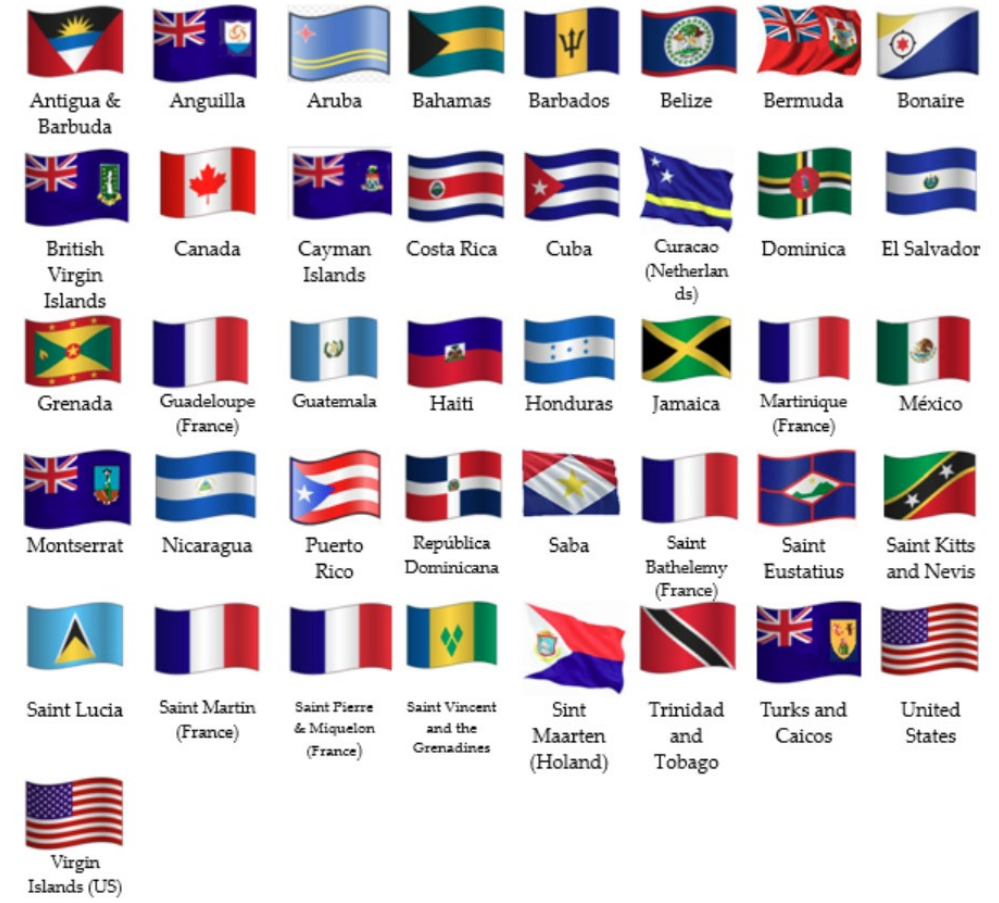 Antigua &
Barbuda
Anguilla
Aruba
Bahamas
Barbados
Belize
Bermuda
Bonaire
British
Virgin
Islands
Canada
Cayman
Islands
Costa Rica
Cuba
Curacao
(Netherlan
ds)
Dominica
El Salvador
Grenada
Guadeloupe
(France)
Guatemala
Haiti
Honduras
Jamaica
Martinique
(France)
México
Montserrat
Nicaragua
Puerto
Rico
República
Dominicana
Saba
Saint
Bathelemy
(France)
Saint
Eustatius
Saint Kitts
and Nevis
Saint Lucia
Saint Martin
(France)
Saint Pierre
& Miquelon
(France)
Saint Vincent
and the
Grenadines
Sint
Maarten
(Holand)
Trinidad
and
Tobago
Turks and
Caicos
United
States
Virgin
Islands (US)